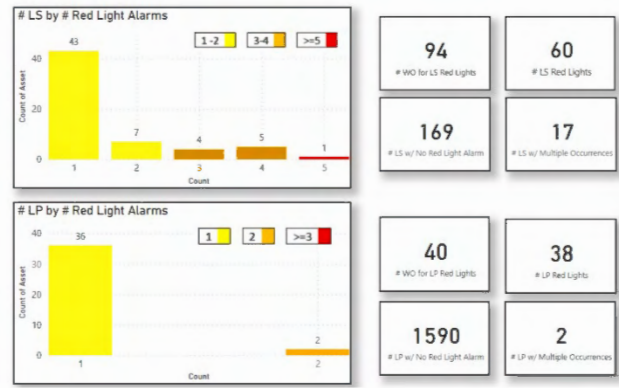 # LS by # Red Light Alarms
1-2
3-4
>=5
Count of Asset
40
20
0
43
7
4
5
1
1
2
3
4
5
Count
94
# WO for LS Red Lights
60
# LS Red Lights
169
# LS w/ No Red Light Alarm
17
# LS w/ Multiple Occurrences
# LP by # Red Light Alarms
1
2
>=3
Count of Asset
40
30
20
10
0
36
2
1
2
Count
40
# WO for LP Red Lights
38
# LP Red Lights
1590
# LP w/ No Red Light Alarm
2
# LP w/ Multiple Occurrences